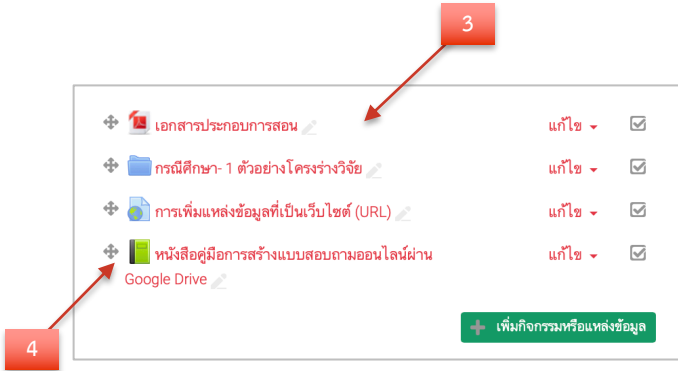 3
เอกสารประกอบการสอน แก้ไข
กรณีศึกษา- 1 ตัวอย่างโครงร่างวิจัย แก้ไข
การเพิ่มแหล่งข้อมูลที่เป็นเว็บไซต์ (URL) แก้ไข
หนังสือคู่มือการสร้างแบบสอบถามออนไลน์ผ่าน แก้ไข
Google Drive
เพิ่มกิจกรรมหรือแหล่งข้อมูล
4